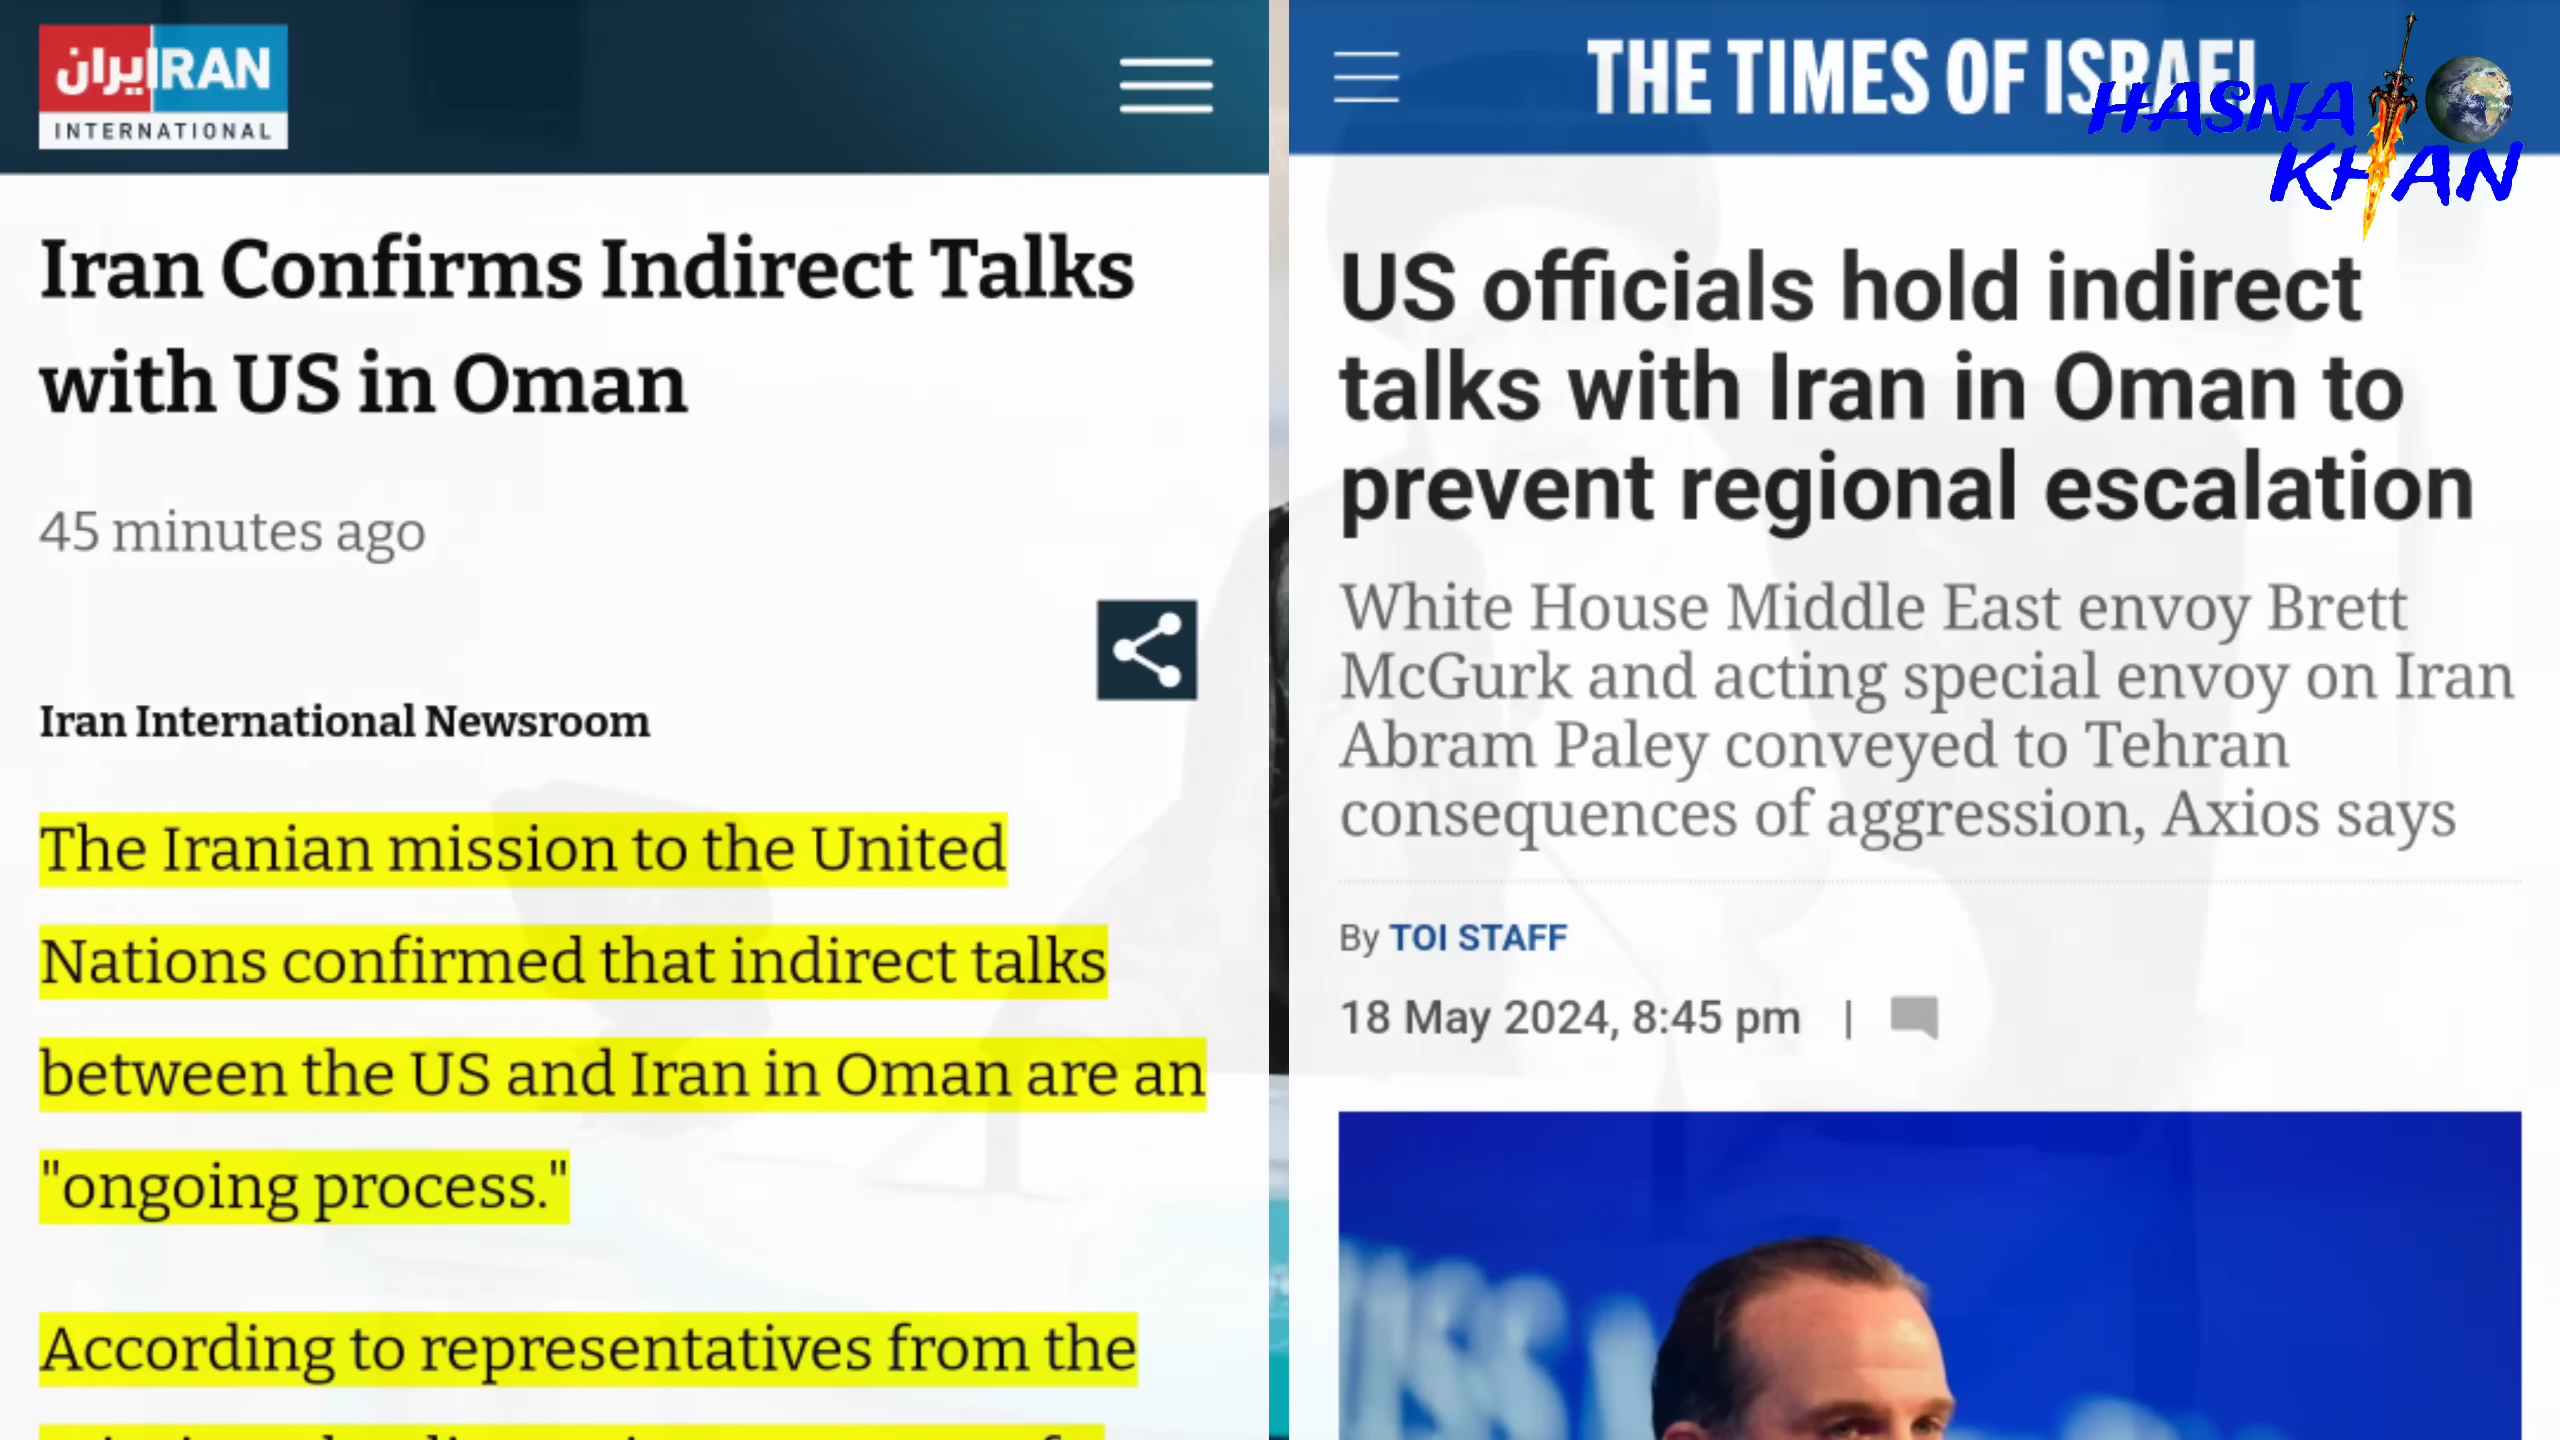 ایران IRAN
INTERNATIONAL
Iran Confirms Indirect Talks
with US in Oman
45 minutes ago
Iran International Newsroom
The Iranian mission to the United
Nations confirmed that indirect talks
between the US and Iran in Oman are an
"ongoing process."
According to representatives from the
THE TIMES OF ISRAEL
HASNA
KHAN
US officials hold indirect
talks with Iran in Oman to
prevent regional escalation
White House Middle East envoy Brett
McGurk and acting special envoy on Iran
Abram Paley conveyed to Tehran
consequences of aggression, Axios says
By TOI STAFF
18 May 2024, 8:45 pm |